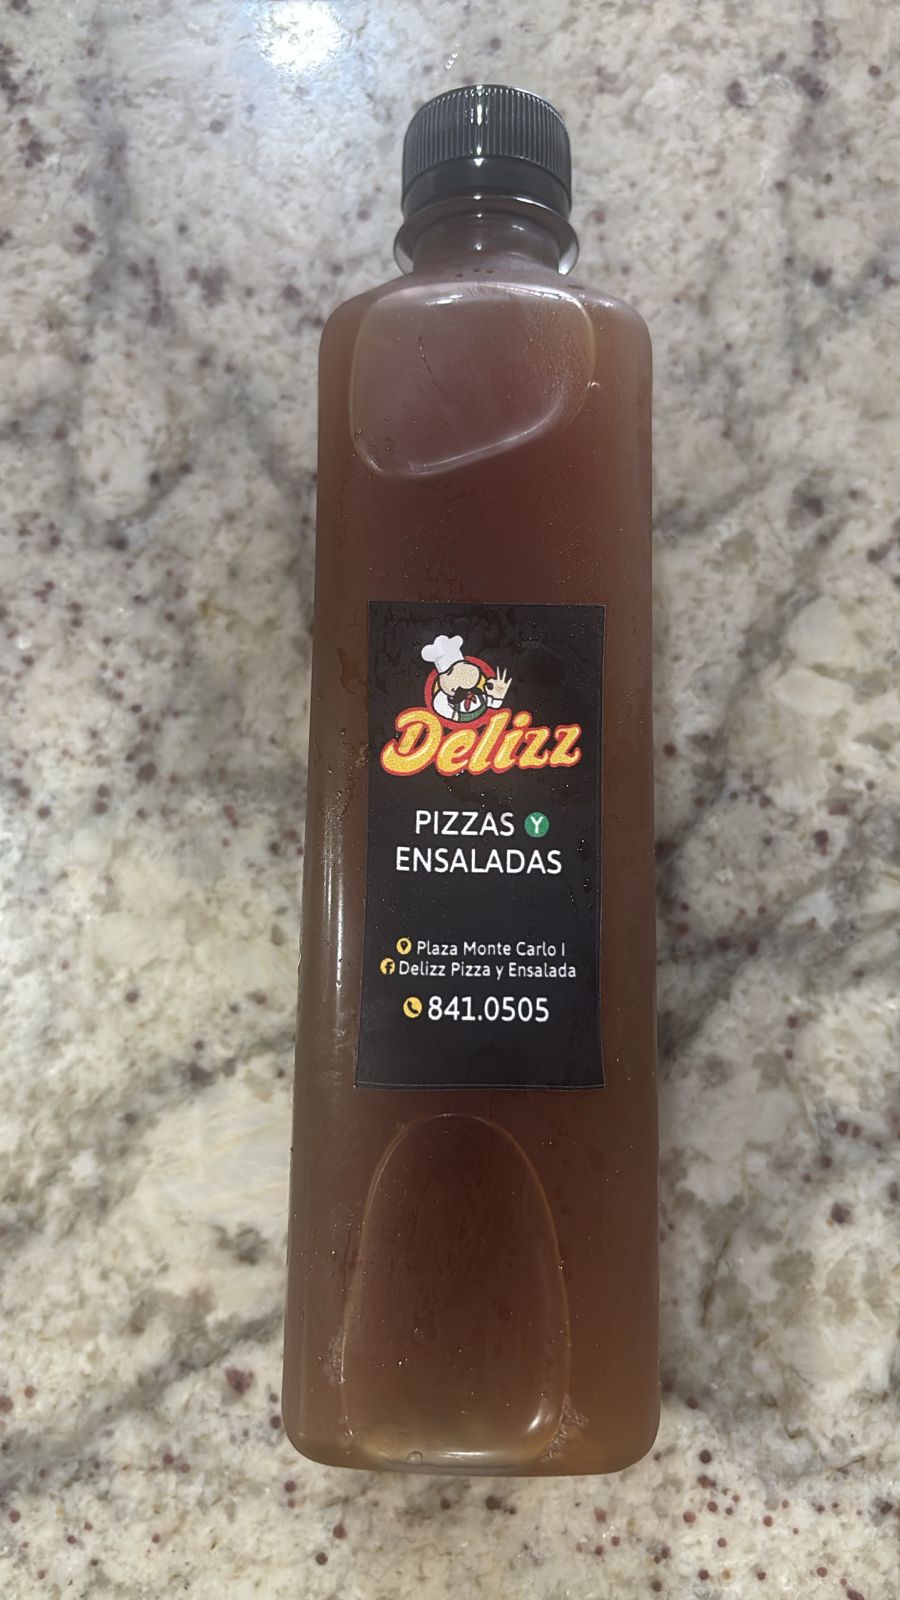 Delizz
PIZZAS Y
ENSALADAS
Plaza Monte Carlo I
Delizz Pizza y Ensalada
841.0505